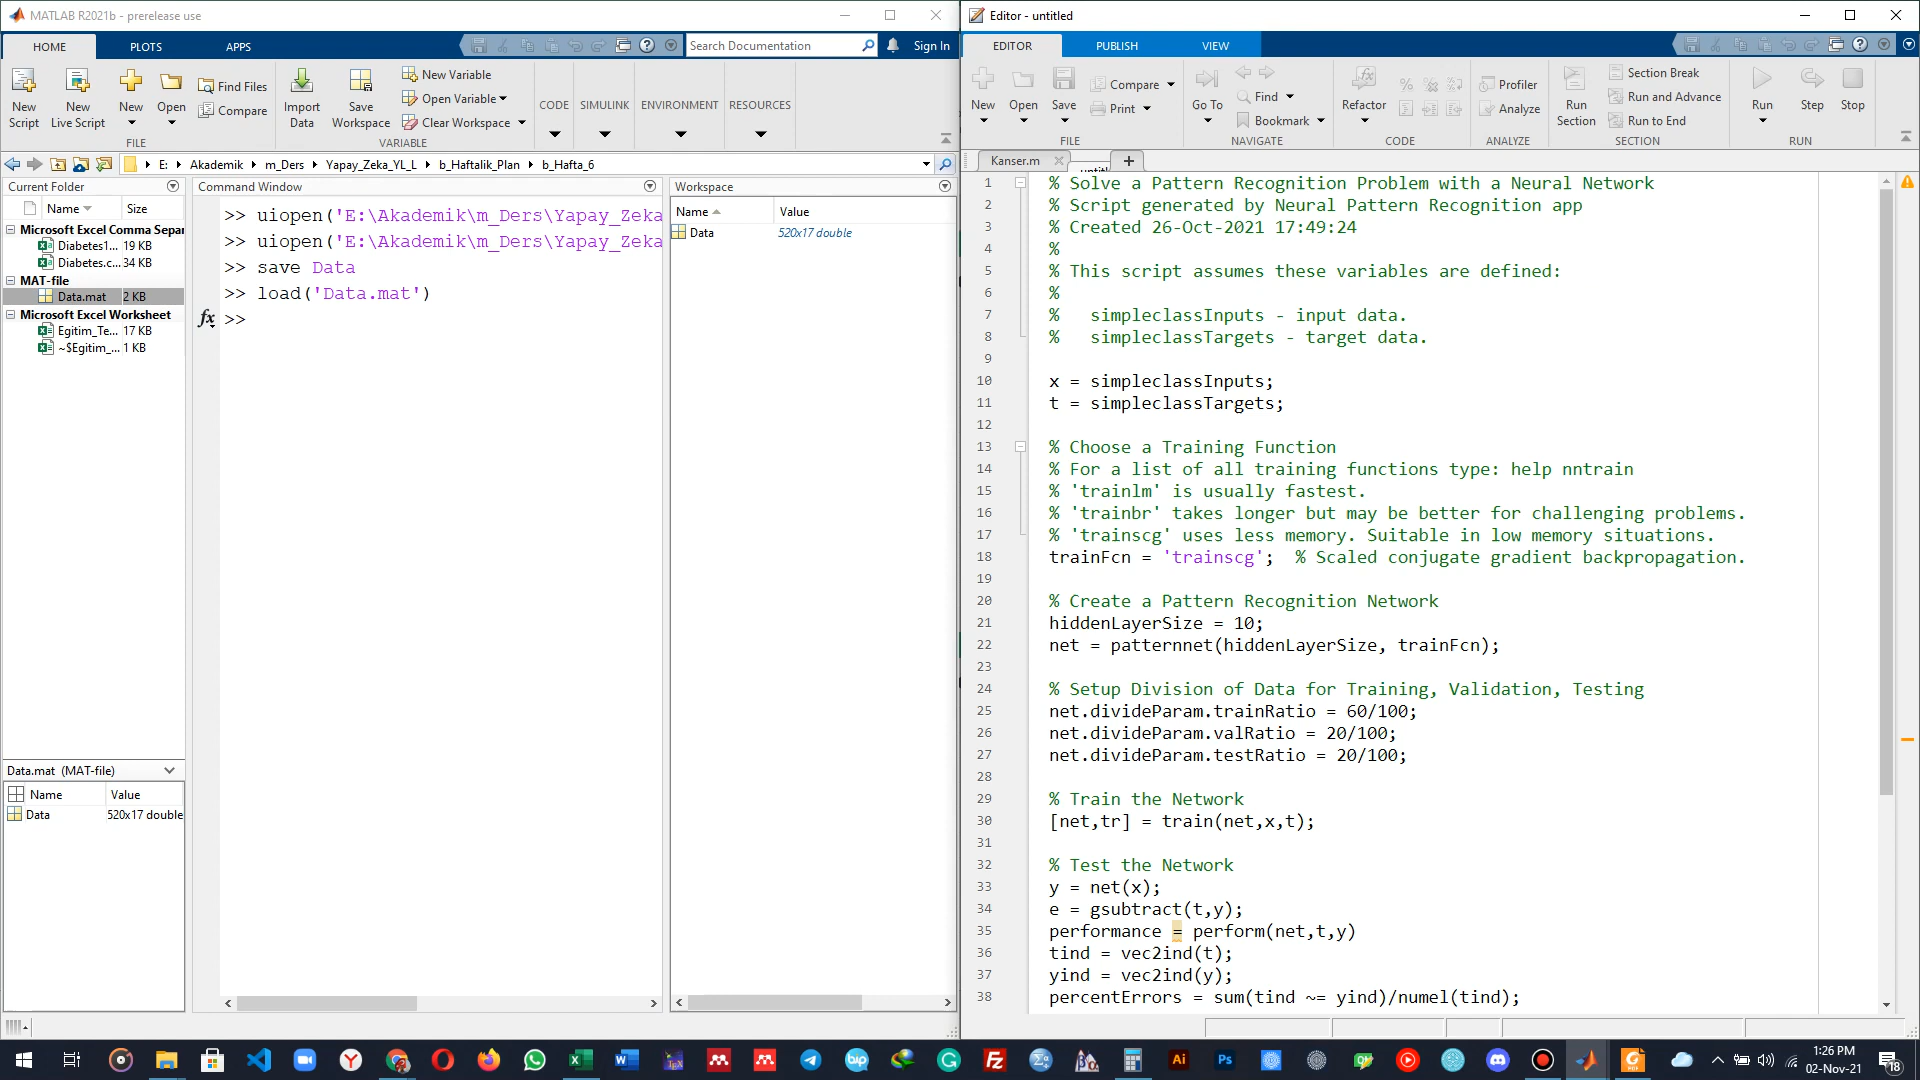 MATLAB R2021b - prerelease use
HOME
PLOTS
APPS
Search Documentation
Sign In
New Script
New Live Script
New
Open
Find Files
Compare
Import Data
Save Workspace
New Variable
Open Variable
Clear Workspace
CODE
SIMULINK
ENVIRONMENT
RESOURCES
FILE
VARIABLE
E:
Akademik
m_Ders
Yapay_Zeka_YL_L
b_Haftalik_Plan
b_Hafta_6
Current Folder
Name
Size
Microsoft Excel Comma Separ
Diabetes1... 19 KB
Diabetes.c... 34 KB
MAT-file
Data.mat 2 KB
Microsoft Excel Worksheet
Egitim_Te... 17 KB
~$Egitim_... 1 KB
Data.mat (MAT-file)
Name
Value
Data
520x17 double
Command Window
>> uiopen('E:\Akademik\m_Ders\Yapay_Zeka
>> uiopen('E:\Akademik\m_Ders\Yapay_Zeka
>> save Data
>> load('Data.mat')
fx >>
Workspace
Name
Value
Data
520x17 double
Editor - untitled
EDITOR
PUBLISH
VIEW
New
Open
Save
Compare
Print
Go To
Find
Bookmark
Refactor
Profiler
Analyze
Run Section
Section Break
Run and Advance
Run to End
Run
Step
Stop
FILE
NAVIGATE
CODE
ANALYZE
SECTION
RUN
Kanser.m
1 % Solve a Pattern Recognition Problem with a Neural Network
2 % Script generated by Neural Pattern Recognition app
3 % Created 26-Oct-2021 17:49:24
4 %
5 % This script assumes these variables are defined:
6 %
7 %   simpleclassInputs - input data.
8 %   simpleclassTargets - target data.
9
10 x = simpleclassInputs;
11 t = simpleclassTargets;
12
13 % Choose a Training Function
14 % For a list of all training functions type: help nntrain
15 % 'trainlm' is usually fastest.
16 % 'trainbr' takes longer but may be better for challenging problems.
17 % 'trainscg' uses less memory. Suitable in low memory situations.
18 trainFcn = 'trainscg';  % Scaled conjugate gradient backpropagation.
19
20 % Create a Pattern Recognition Network
21 hiddenLayerSize = 10;
22 net = patternnet(hiddenLayerSize, trainFcn);
23
24 % Setup Division of Data for Training, Validation, Testing
25 net.divideParam.trainRatio = 60/100;
26 net.divideParam.valRatio = 20/100;
27 net.divideParam.testRatio = 20/100;
28
29 % Train the Network
30 [net,tr] = train(net,x,t);
31
32 % Test the Network
33 y = net(x);
34 e = gsubtract(t,y);
35 performance = perform(net,t,y)
36 tind = vec2ind(t);
37 yind = vec2ind(y);
38 percentErrors = sum(tind ~= yind)/numel(tind);
Ai
Ps
1:26 PM
02-Nov-21
18